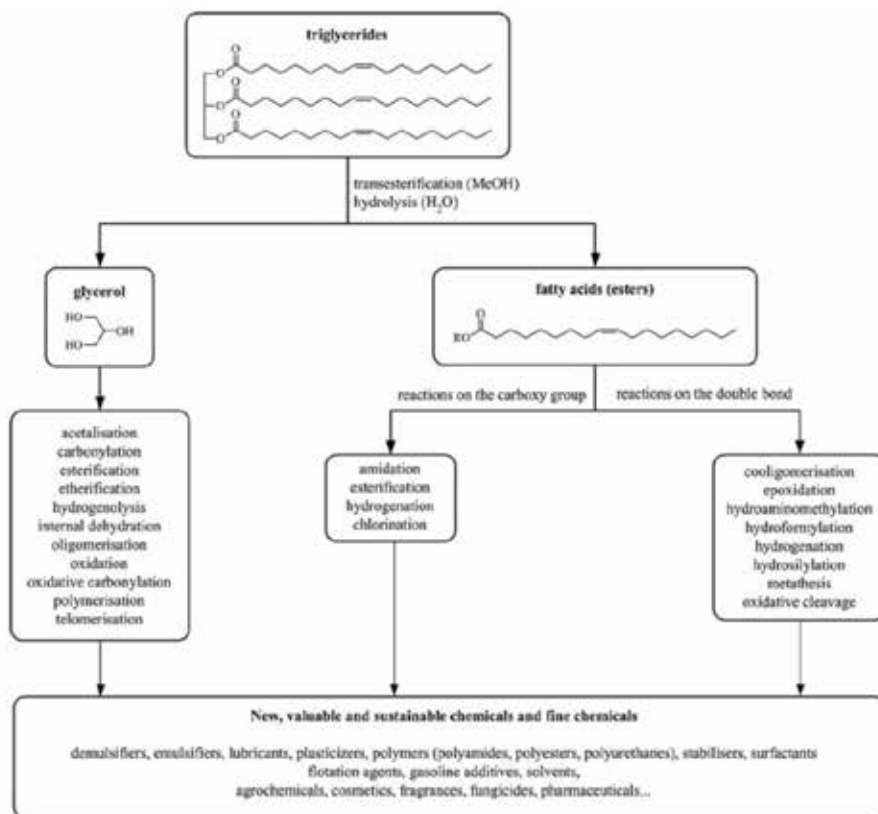 triglycerides
O
O
O
O
O
O
transesterification (MeOH)
hydrolysis (H₂O)
glycerol
HO
OH
HO
fatty acids (esters)
O
RO
reactions on the carboxy group
reactions on the double bond
acetalisation
carbonylation
esterification
etherification
hydrogenolysis
internal dehydration
oligomerisation
oxidation
oxidative carbonylation
polymerisation
telomerisation
amidation
esterification
hydrogenation
chlorination
cooligomerisation
epoxidation
hydroaminomethylation
hydroformylation
hydrogenation
hydrosilylation
metathesis
oxidative cleavage
New, valuable and sustainable chemicals and fine chemicals
demulsifiers, emulsifiers, lubricants, plasticizers, polymers (polyamides, polyesters, polyurethanes), stabilisers, surfactants
flotation agents, gasoline additives, solvents,
agrochemicals, cosmetics, fragrances, fungicides, pharmaceuticals...